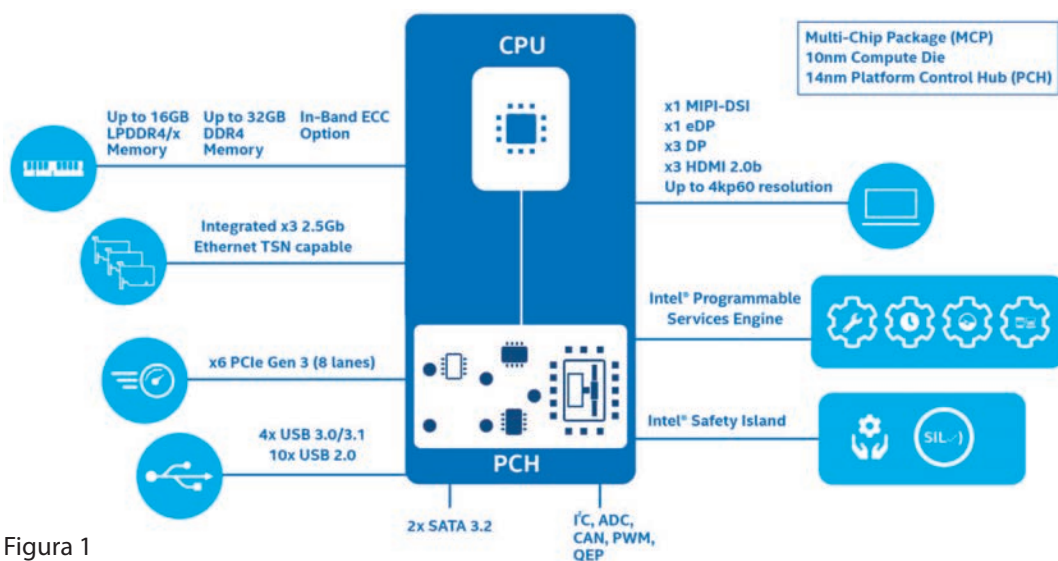 CPU
Multi-Chip Package (MCP)
10nm Compute Die
14nm Platform Control Hub (PCH)
Up to 16GB
LPDDR4/x
Memory
Up to 32GB
DDR4
Memory
In-Band ECC
Option
x1 MIPI-DSI
x1 eDP
x3 DP
x3 HDMI 2.0b
Up to 4kp60 resolution
Integrated x3 2.5Gb
Ethernet TSN capable
Intel® Programmable
Services Engine
x6 PCIe Gen 3 (8 lanes)
Intel® Safety Island
SIL
4x USB 3.0/3.1
10x USB 2.0
PCH
2x SATA 3.2
I²C, ADC,
CAN, PWM,
QEP
Figura 1